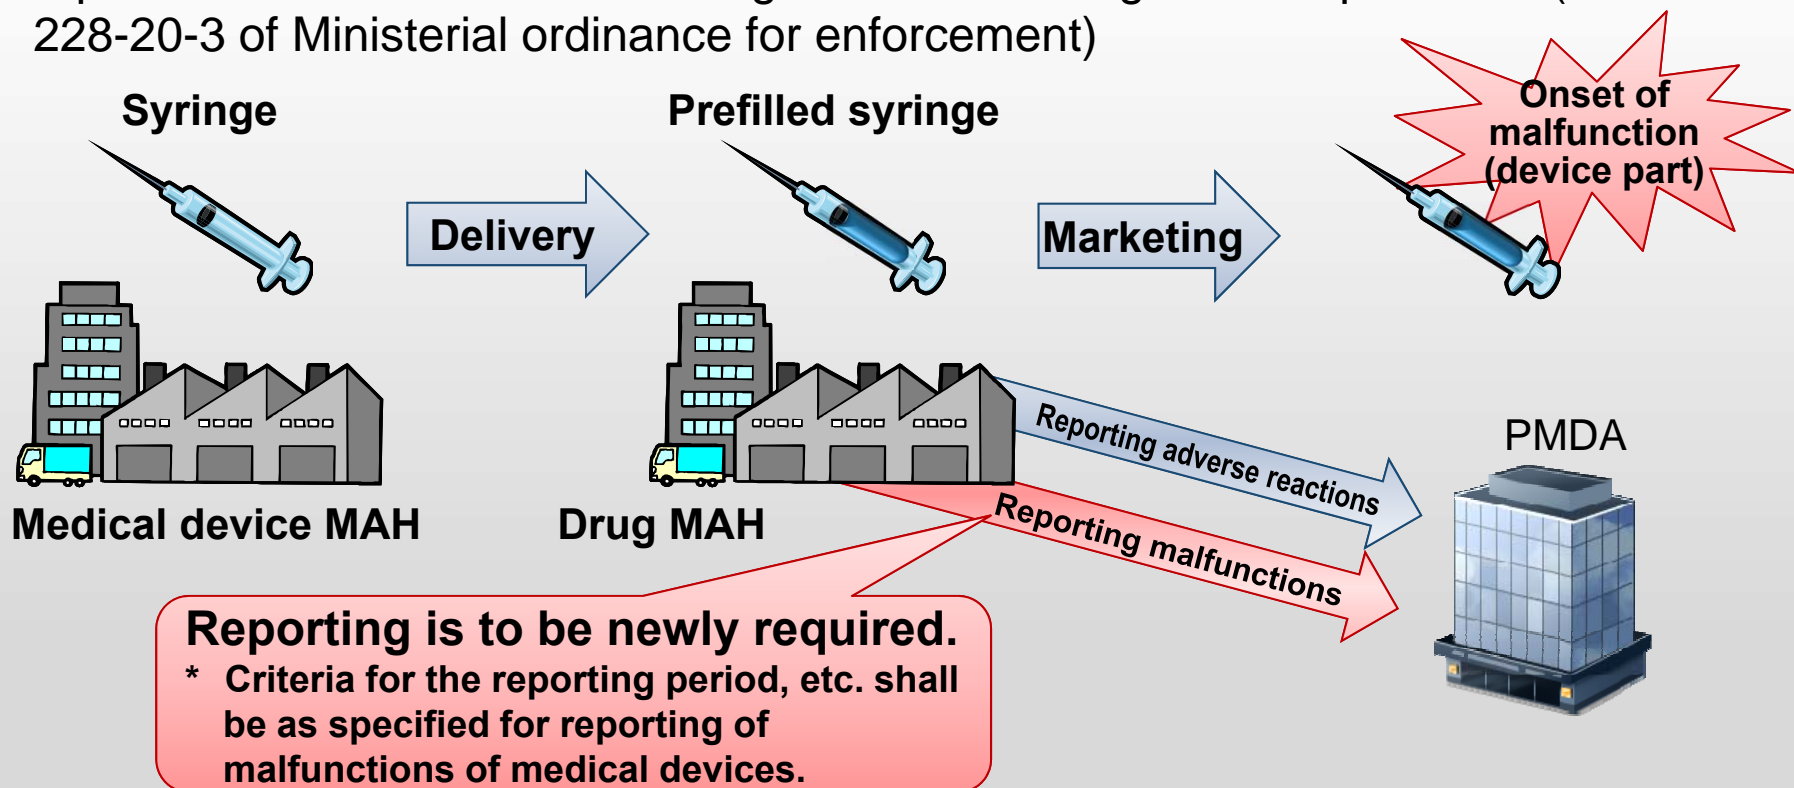 228-20-3 of Ministerial ordinance for enforcement)
Syringe
Prefilled syringe
Onset of
malfunction
(device part)
Delivery
Marketing
Reporting adverse reactions
PMDA
Reporting malfunctions
Medical device MAH
Drug MAH
Reporting is to be newly required.
* Criteria for the reporting period, etc. shall
be as specified for reporting of
malfunctions of medical devices.